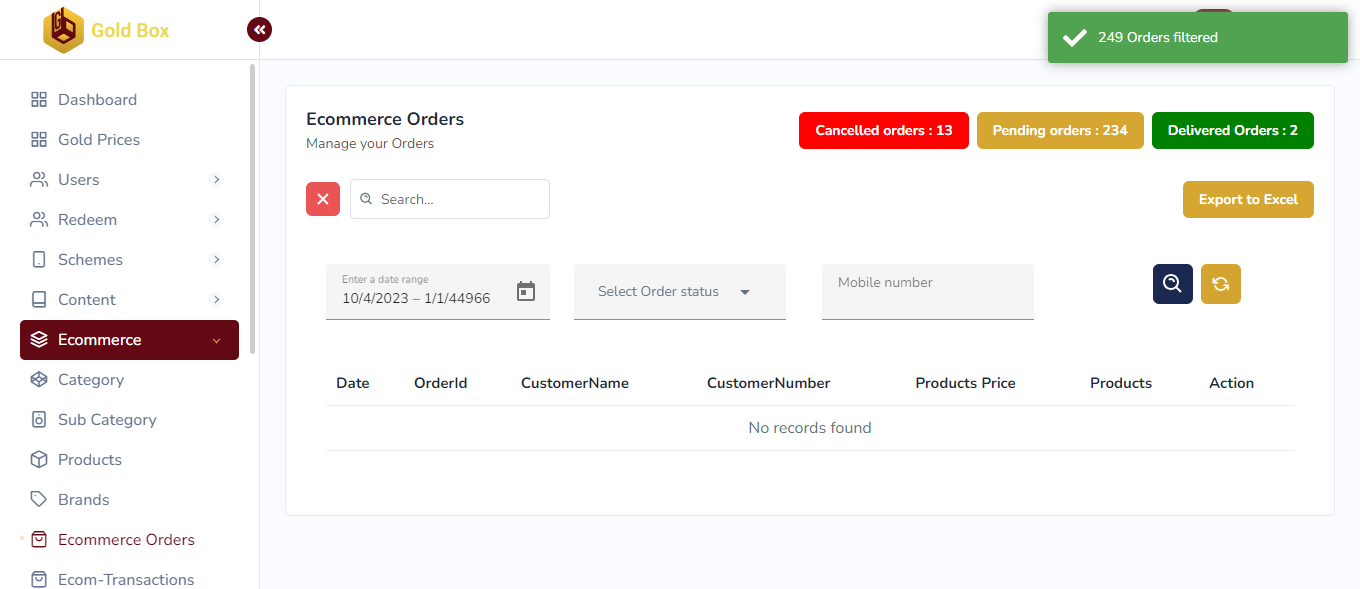 Gold Box
249 Orders filtered
Dashboard
Gold Prices
Users
Redeem
Schemes
Content
Ecommerce
Category
Sub Category
Products
Brands
Ecommerce Orders
Ecom-Transactions
Ecommerce Orders
Manage your Orders
Cancelled orders : 13
Pending orders : 234
Delivered Orders : 2
Search...
Export to Excel
Enter a date range
10/4/2023 – 1/1/44966
Select Order status
Mobile number
Date OrderId CustomerName CustomerNumber Products Price Products Action
No records found